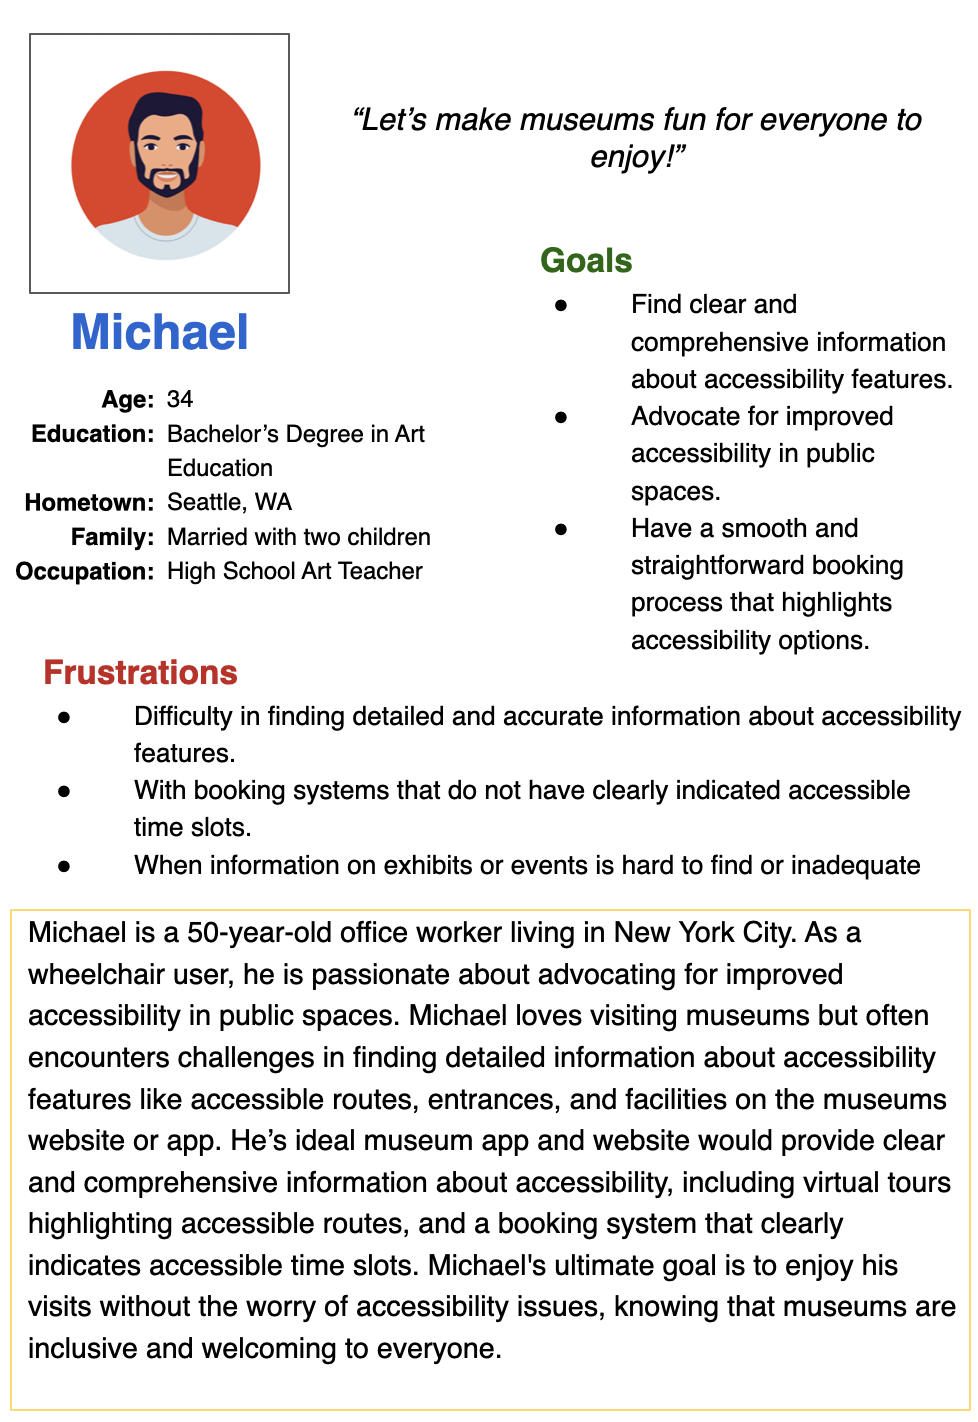 “Let’s make museums fun for everyone to
enjoy!”
Michael
Age: 34
Education: Bachelor’s Degree in Art
Education
Hometown: Seattle, WA
Family: Married with two children
Occupation: High School Art Teacher
Goals
● Find clear and
comprehensive information
about accessibility features.
● Advocate for improved
accessibility in public
spaces.
● Have a smooth and
straightforward booking
process that highlights
accessibility options.
Frustrations
● Difficulty in finding detailed and accurate information about accessibility
features.
● With booking systems that do not have clearly indicated accessible
time slots.
● When information on exhibits or events is hard to find or inadequate
Michael is a 50-year-old office worker living in New York City. As a
wheelchair user, he is passionate about advocating for improved
accessibility in public spaces. Michael loves visiting museums but often
encounters challenges in finding detailed information about accessibility
features like accessible routes, entrances, and facilities on the museums
website or app. He’s ideal museum app and website would provide clear
and comprehensive information about accessibility, including virtual tours
highlighting accessible routes, and a booking system that clearly
indicates accessible time slots. Michael's ultimate goal is to enjoy his
visits without the worry of accessibility issues, knowing that museums are
inclusive and welcoming to everyone.